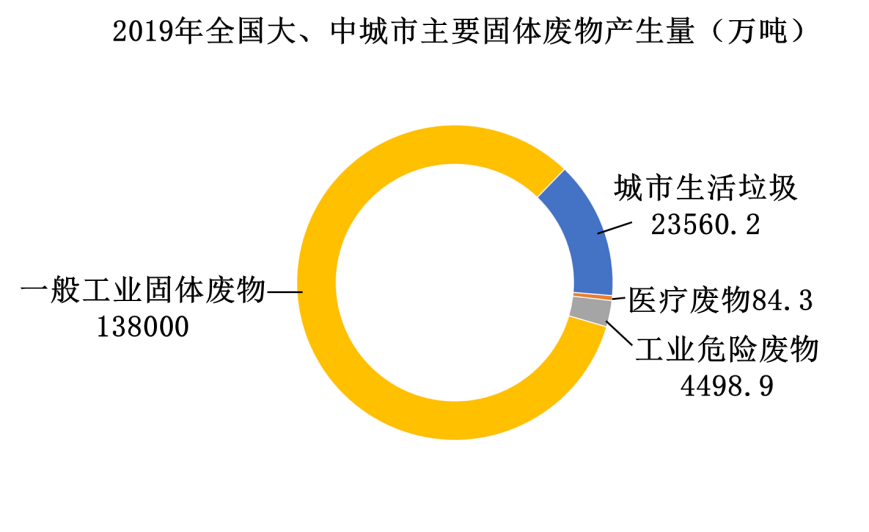 2019年全国大、中城市主要固体废物产生量（万吨）
城市生活垃圾
23560.2
一般工业固体废物
138000
医疗废物84.3
工业危险废物
4498.9